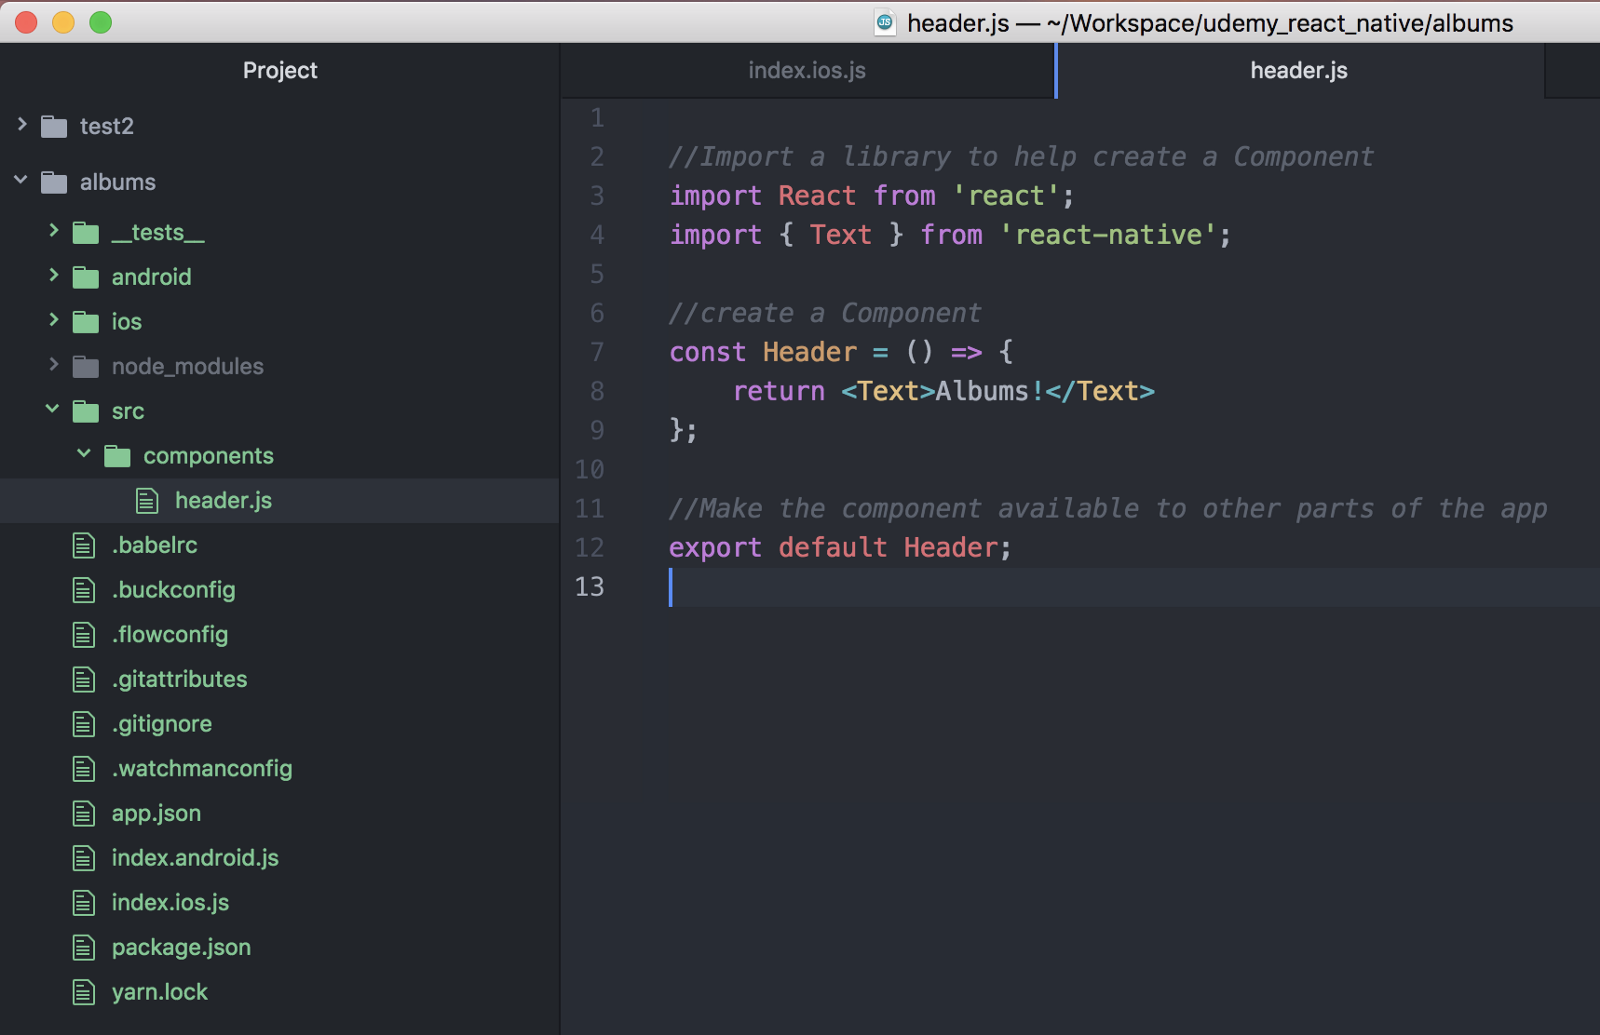 header.js — ~/Workspace/udemy_react_native/albums
Project
test2
albums
__tests__
android
ios
node_modules
src
components
header.js
.babelrc
.buckconfig
.flowconfig
.gitattributes
.gitignore
.watchmanconfig
app.json
index.android.js
index.ios.js
package.json
yarn.lock
index.ios.js
header.js
1
2 //Import a library to help create a Component
3 import React from 'react';
4 import { Text } from 'react-native';
5
6 //create a Component
7 const Header = () => {
8 return <Text>Albums!</Text>
9 };
10
11 //Make the component available to other parts of the app
12 export default Header;
13